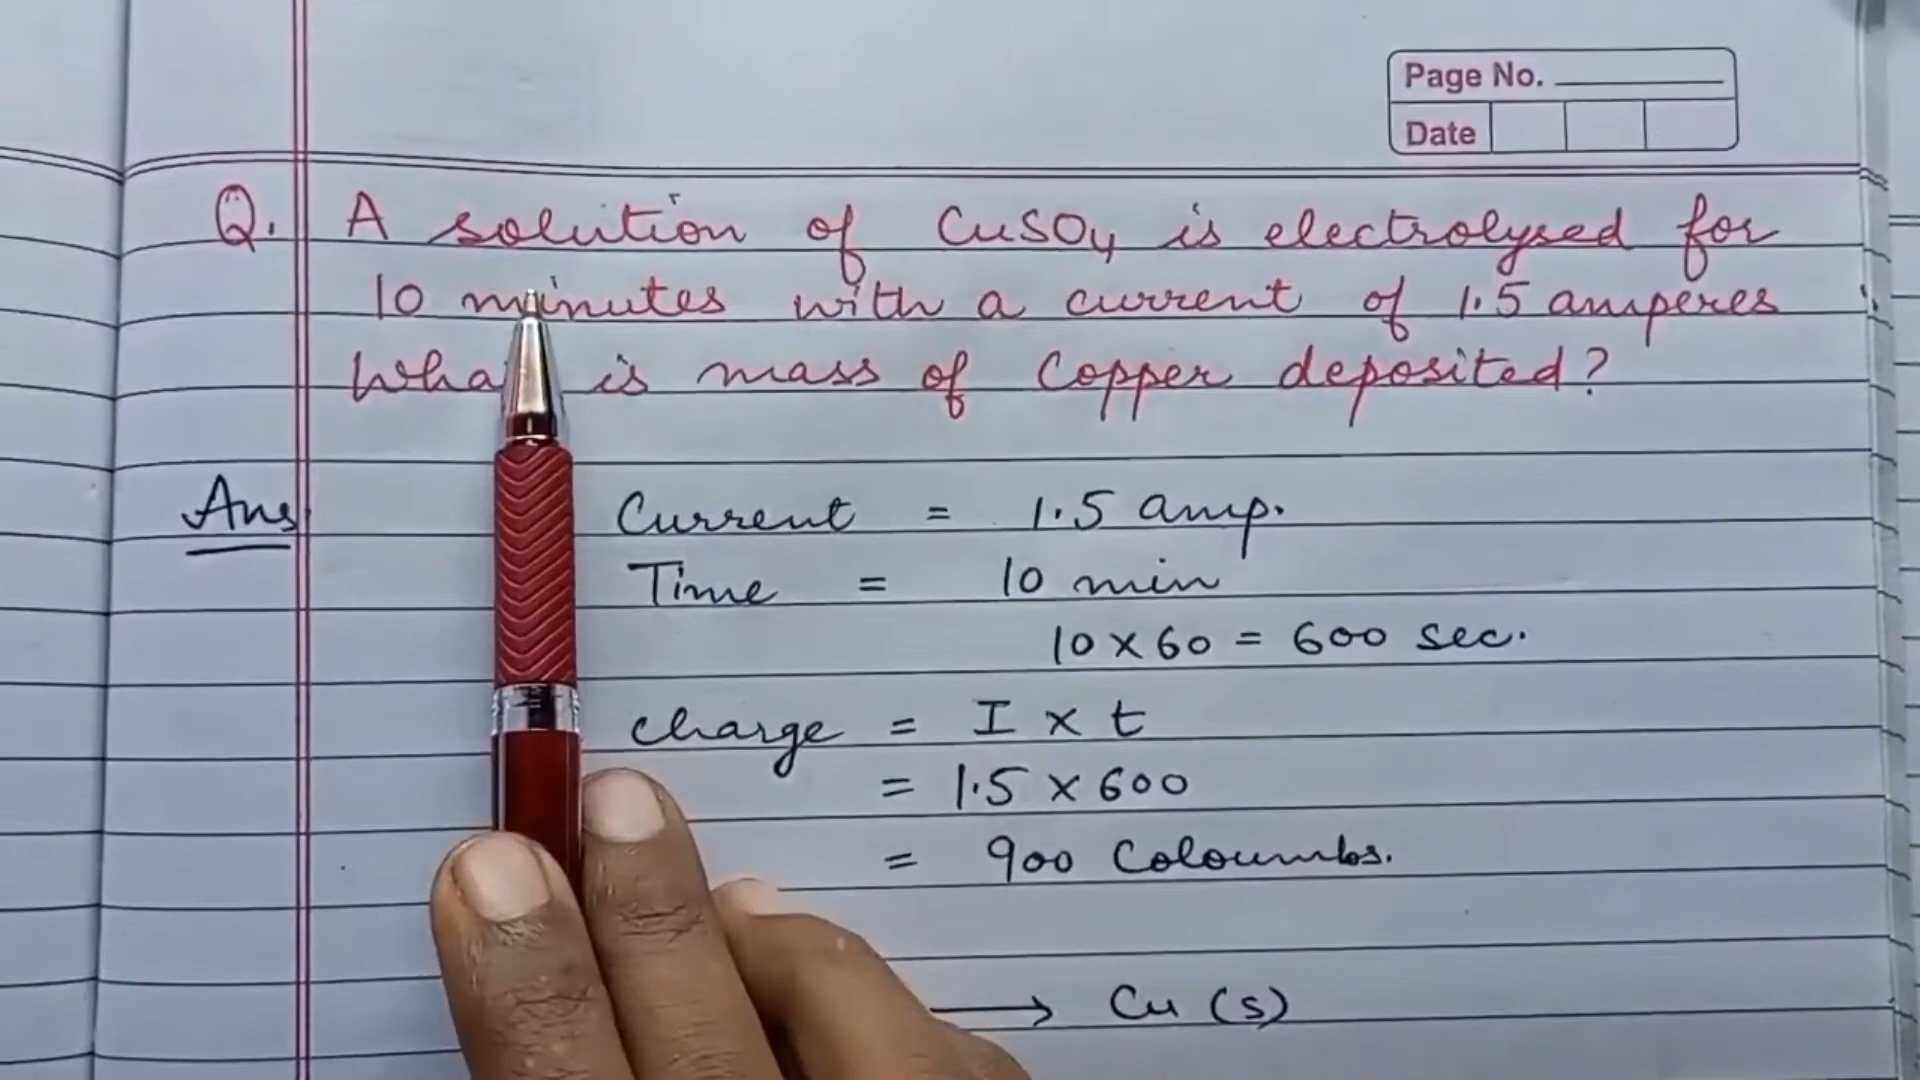 Page No.
Date
Q. A solution of CuSO4 is electrolysed for
10 minutes with a current of 1.5 amperes
is mass of Copper deposited?
Ans Current = 1.5 amp.
Time = 10 min
10 x 60 = 600 sec.
charge = I x t
= 1.5 x 600
= 900 Coloumbs.
→ Cu (s)